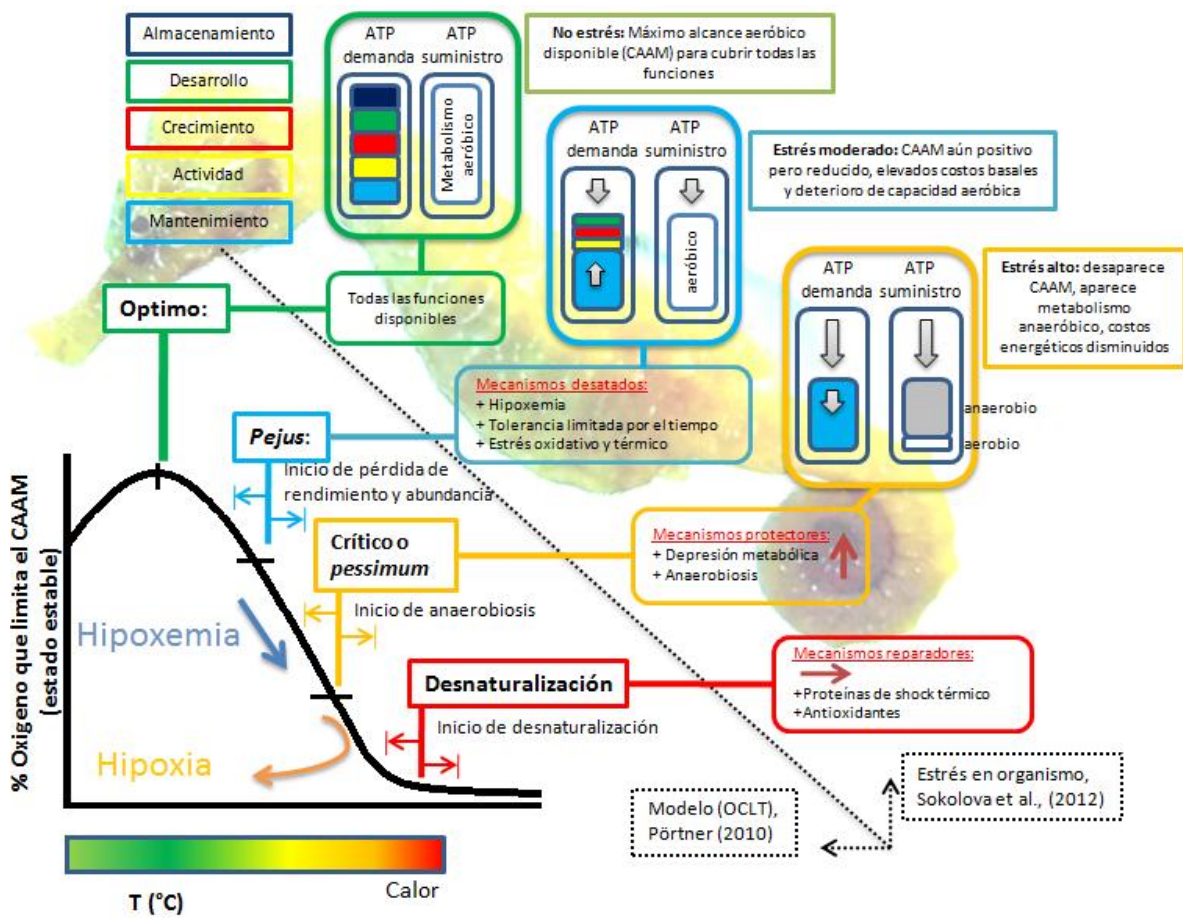 Almacenamiento
Desarrollo
Crecimiento
Actividad
Mantenimiento
ATP
demanda
ATP
suministro
Metabolismo
aeróbico
No estrés: Máximo alcance aeróbico
disponible (CAAM) para cubrir todas las
funciones
ATP
demanda
ATP
suministro
aeróbico
Estrés moderado: CAAM aún positivo
pero reducido, elevados costos basales
y deterioro de capacidad aeróbica
ATP
demanda
ATP
suministro
anaerobio
aerobio
Estrés alto: desaparece
CAAM, aparece
metabolismo
anaeróbico, costos
energéticos disminuidos
Optimo:
Todas las funciones
disponibles
Mecanismos desatados:
+ Hipoxemia
+ Tolerancia limitada por el tiempo
+ Estrés oxidativo y térmico
Pejus:
Inicio de pérdida de
rendimiento y abundancia
Crítico o
pessimum
Inicio de anaerobiosis
Mecanismos protectores:
+ Depresión metabólica
+ Anaerobiosis
Desnaturalización
Inicio de desnaturalización
Mecanismos reparadores:
+Proteínas de shock térmico
+Antioxidantes
% Oxigeno que limita el CAAM
(estado estable)
Hipoxemia
Hipoxia
Modelo (OCLT),
Pörtner (2010)
Estrés en organismo,
Sokolova et al., (2012)
Calor
T (°C)